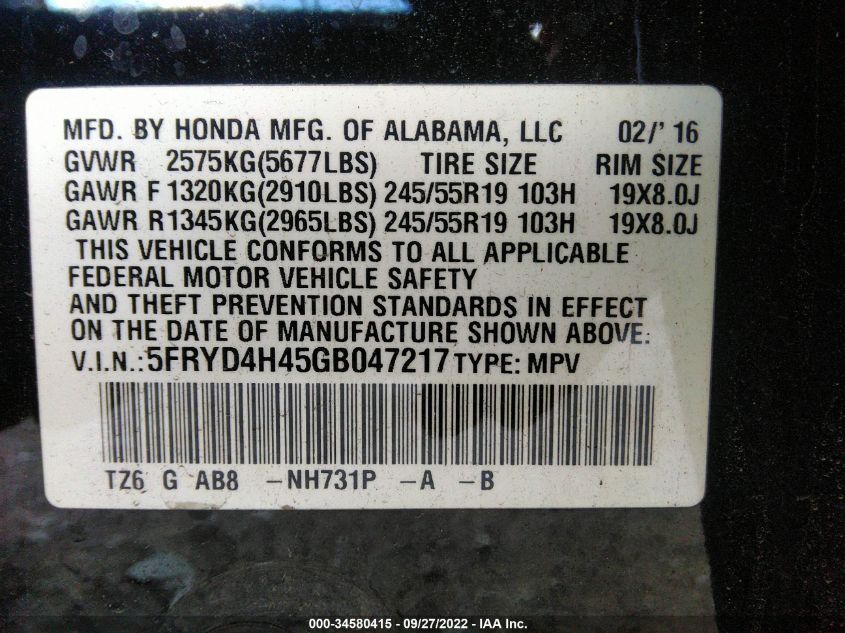 MFD. BY HONDA MFG. OF ALABAMA, LLC 02/' 16
GVWR 2575KG(5677LBS) TIRE SIZE RIM SIZE
GAWR F 1320KG(2910LBS) 245/55R19 103H 19X8.0J
GAWR R1345KG(2965LBS) 245/55R19 103H 19X8.0J
THIS VEHICLE CONFORMS TO ALL APPLICABLE
FEDERAL MOTOR VEHICLE SAFETY
AND THEFT PREVENTION STANDARDS IN EFFECT
ON THE DATE OF MANUFACTURE SHOWN ABOVE:
V.I.N.:5FRYD4H45GB047217 TYPE: MPV
TZ6 G AB8 -NH731P -A -B
000-34580415 - 09/27/2022 - IAA Inc.